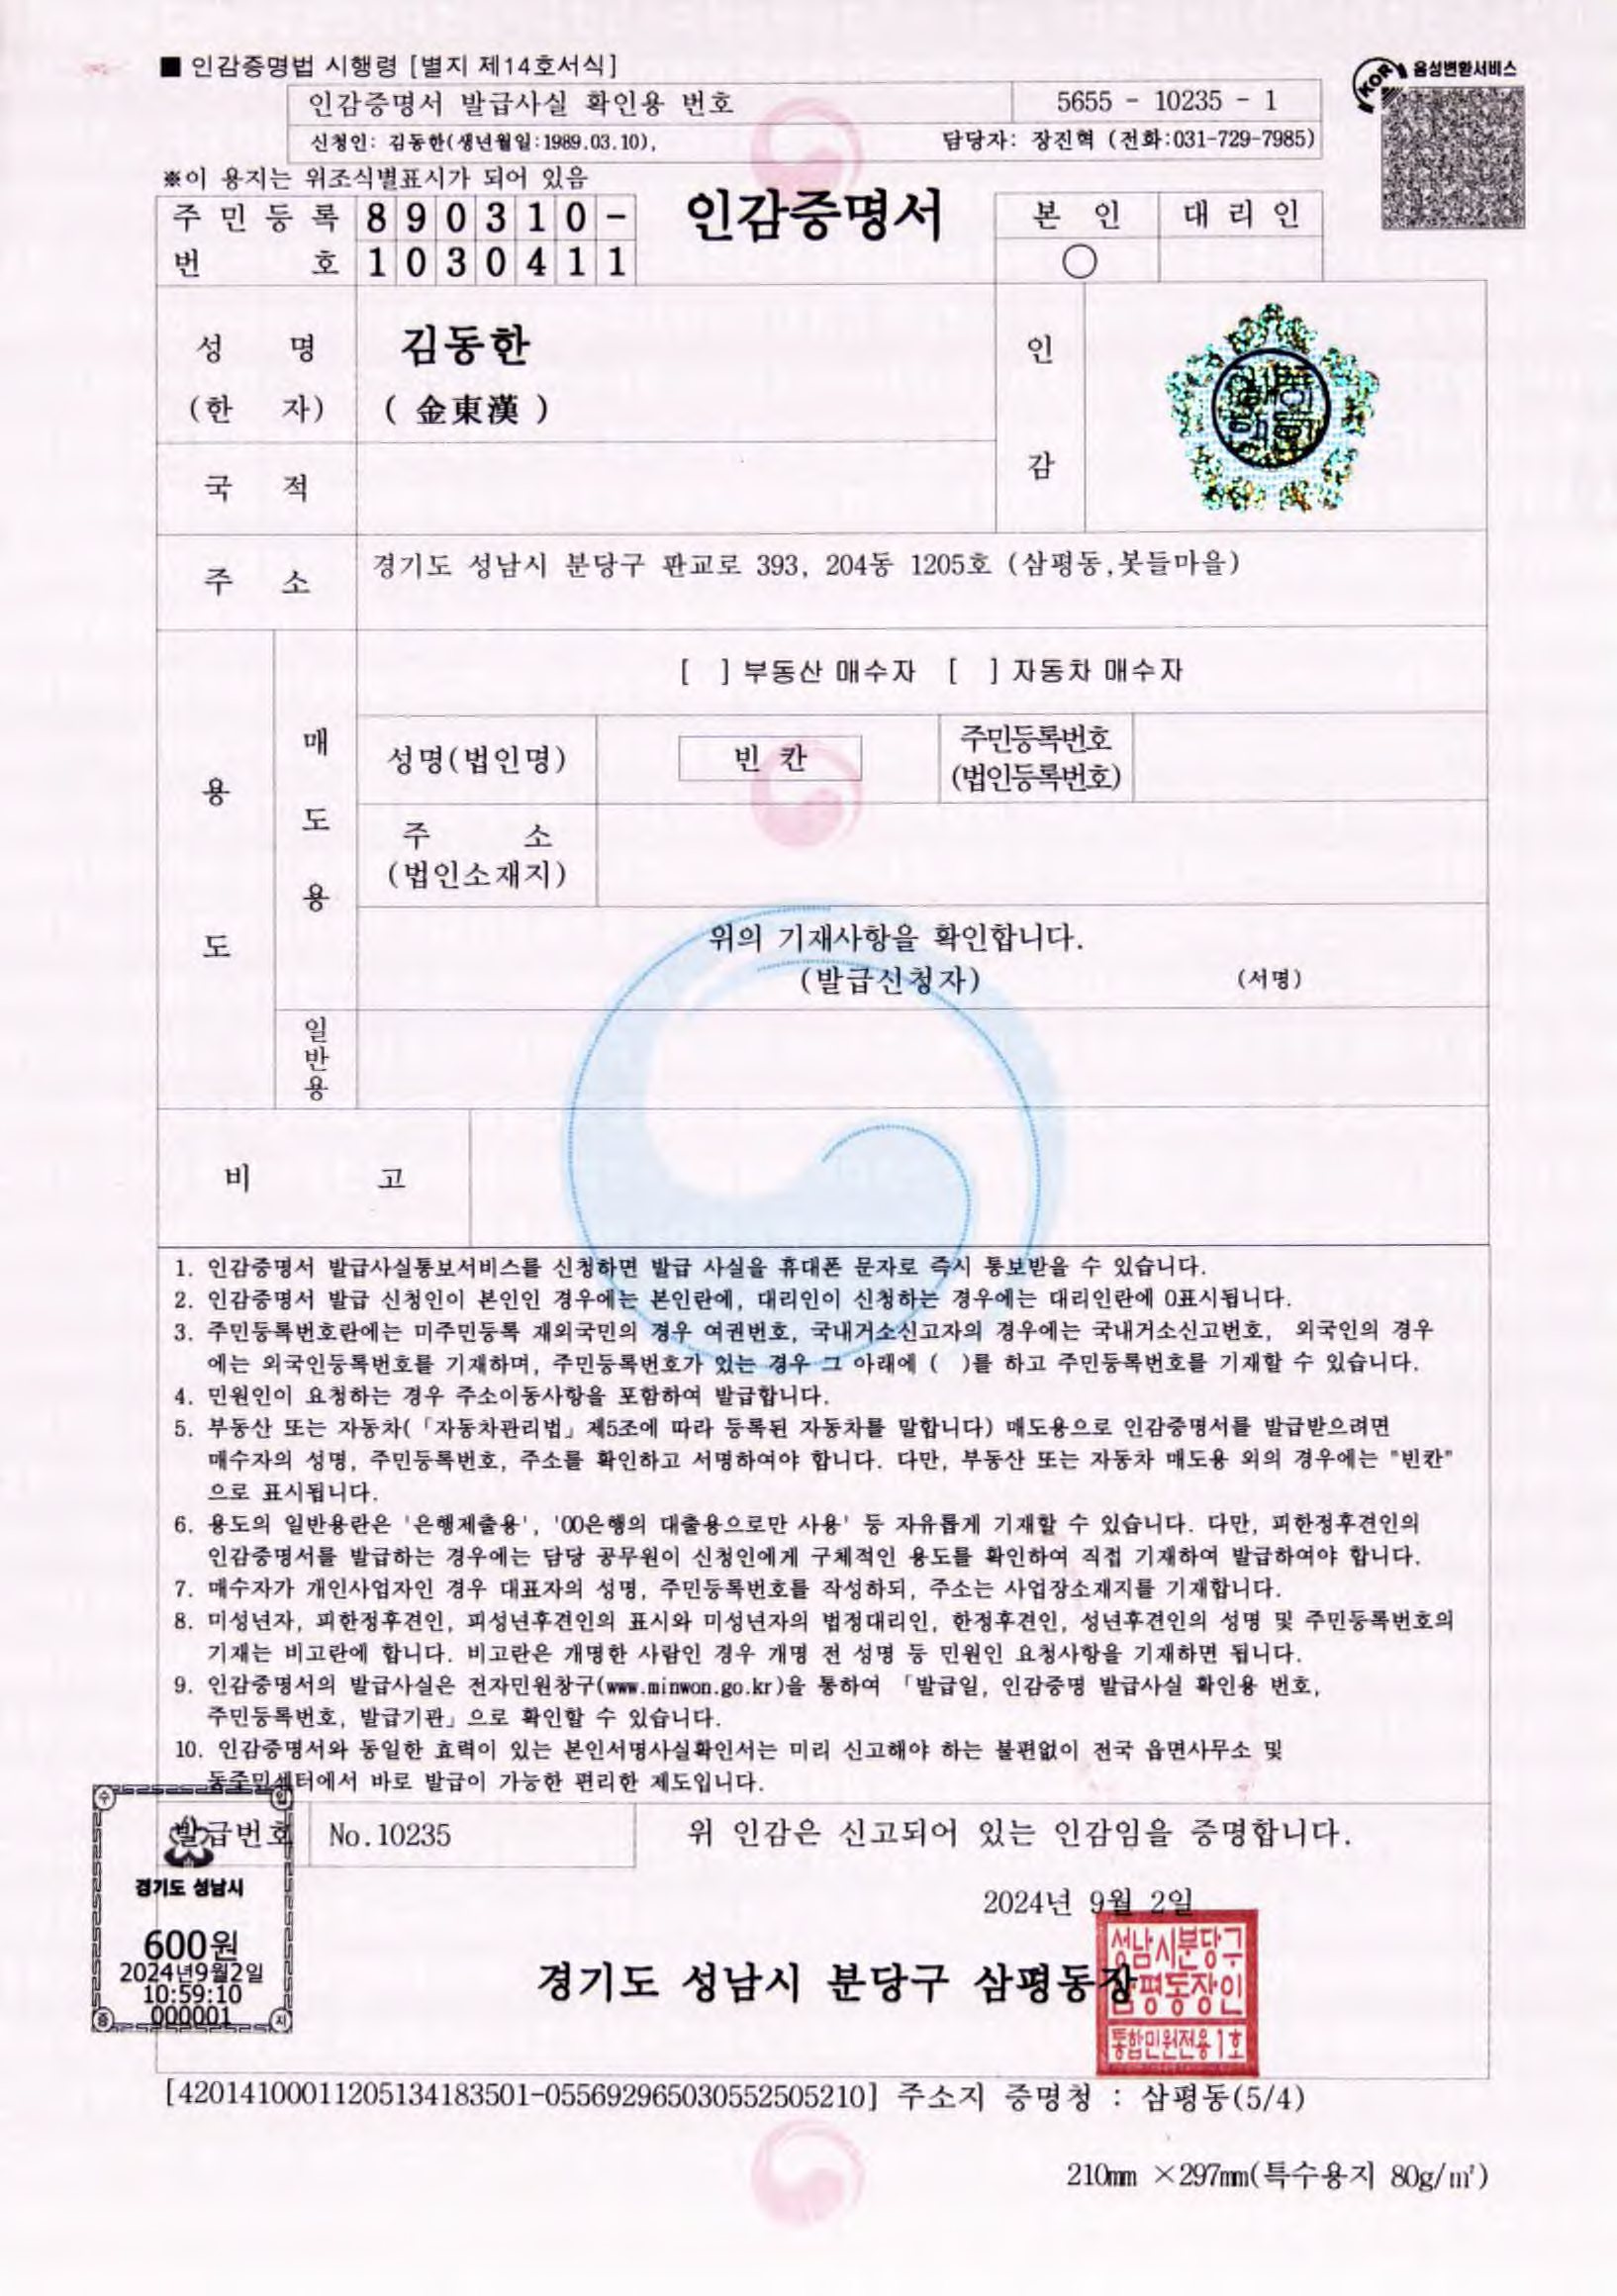 ■ 인감증명법 시행령 [별지 제14호서식]
음성변환서비스
KOR
인감증명서 발급사실 확인용 번호 5655 - 10235 - 1
신청인: 김동한(생년월일:1989.03.10), 담당자: 장진혁 (전화:031-729-7985)
※이 용지는 위조식별표시가 되어 있음
주민등록번호 890310-1030411
인감증명서
본 인 대리인
○
성 명 김동한
(한 자) ( 金東漢 )
인 감
국 적
주 소 경기도 성남시 분당구 판교로 393, 204동 1205호 (삼평동,봇들마을)
용 도
매 도 용
[ ] 부동산 매수자 [ ] 자동차 매수자
성명(법인명) 빈 칸 주민등록번호
(법인등록번호)
주 소
(법인소재지)
위의 기재사항을 확인합니다.
(발급신청자) (서명)
일반용
비 고
1. 인감증명서 발급사실통보서비스를 신청하면 발급 사실을 휴대폰 문자로 즉시 통보받을 수 있습니다.
2. 인감증명서 발급 신청인이 본인인 경우에는 본인란에, 대리인이 신청하는 경우에는 대리인란에 0표시됩니다.
3. 주민등록번호란에는 미주민등록 재외국민의 경우 여권번호, 국내거소신고자의 경우에는 국내거소신고번호, 외국인의 경우
에는 외국인등록번호를 기재하며, 주민등록번호가 있는 경우 그 아래에 ( )를 하고 주민등록번호를 기재할 수 있습니다.
4. 민원인이 요청하는 경우 주소이동사항을 포함하여 발급합니다.
5. 부동산 또는 자동차(「자동차관리법」제5조에 따라 등록된 자동차를 말합니다) 매도용으로 인감증명서를 발급받으려면
매수자의 성명, 주민등록번호, 주소를 확인하고 서명하여야 합니다. 다만, 부동산 또는 자동차 매도용 외의 경우에는 "빈칸"
으로 표시됩니다.
6. 용도의 일반용란은 '은행제출용', '00은행의 대출용으로만 사용' 등 자유롭게 기재할 수 있습니다. 다만, 피한정후견인의
인감증명서를 발급하는 경우에는 담당 공무원이 신청인에게 구체적인 용도를 확인하여 직접 기재하여 발급하여야 합니다.
7. 매수자가 개인사업자인 경우 대표자의 성명, 주민등록번호를 작성하되, 주소는 사업장소재지를 기재합니다.
8. 미성년자, 피한정후견인, 피성년후견인의 표시와 미성년자의 법정대리인, 한정후견인, 성년후견인의 성명 및 주민등록번호의
기재는 비고란에 합니다. 비고란은 개명한 사람인 경우 개명 전 성명 등 민원인 요청사항을 기재하면 됩니다.
9. 인감증명서의 발급사실은 전자민원창구(www.minwon.go.kr)을 통하여 「발급일, 인감증명 발급사실 확인용 번호,
주민등록번호, 발급기관」으로 확인할 수 있습니다.
10. 인감증명서와 동일한 효력이 있는 본인서명사실확인서는 미리 신고해야 하는 불편없이 전국 읍면사무소 및
동주민센터에서 바로 발급이 가능한 편리한 제도입니다.
발급번호 No.10235 위 인감은 신고되어 있는 인감임을 증명합니다.
수 입 증 지
경기도 성남시
600원
2024년9월2일
10:59:10
000001
2024년 9월 2일
경기도 성남시 분당구 삼평동장
성남시분당구
삼평동장인
통합민원전용1호
[42014100011205134183501-055692965030552505210] 주소지 증명청 : 삼평동(5/4)
210mm ×297mm(특수용지 80g/㎡)